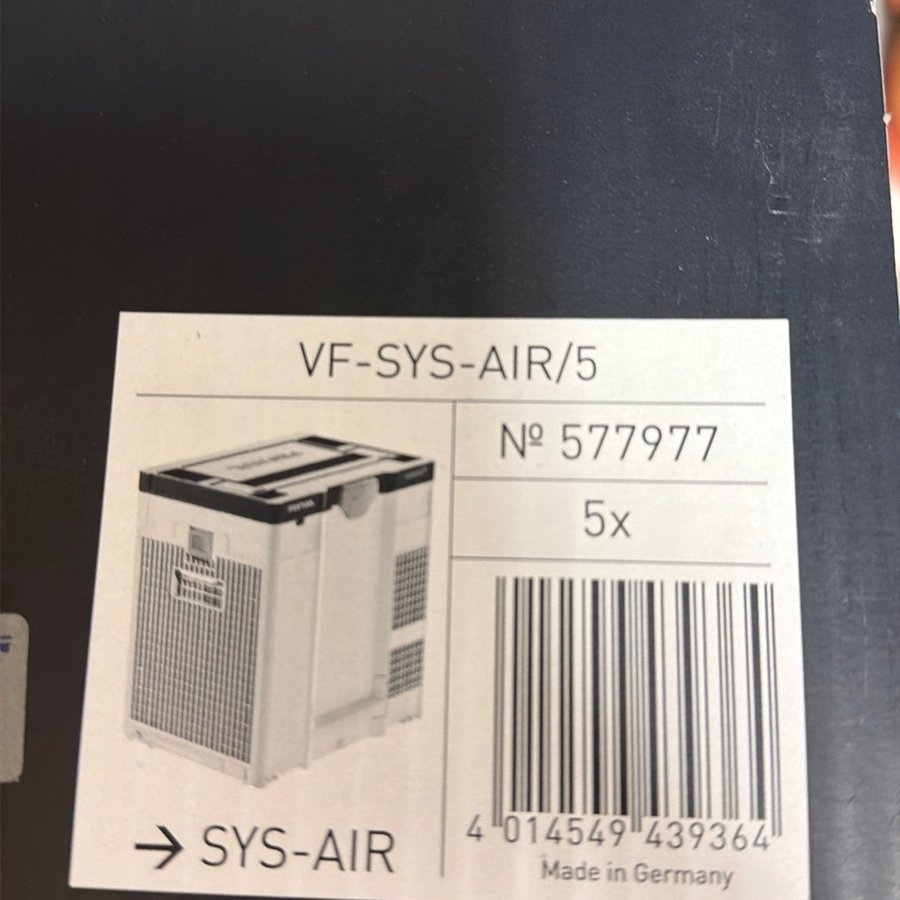 VF-SYS-AIR/5
Nº 577977
5x
→ SYS-AIR
4 014549 439364
Made in Germany